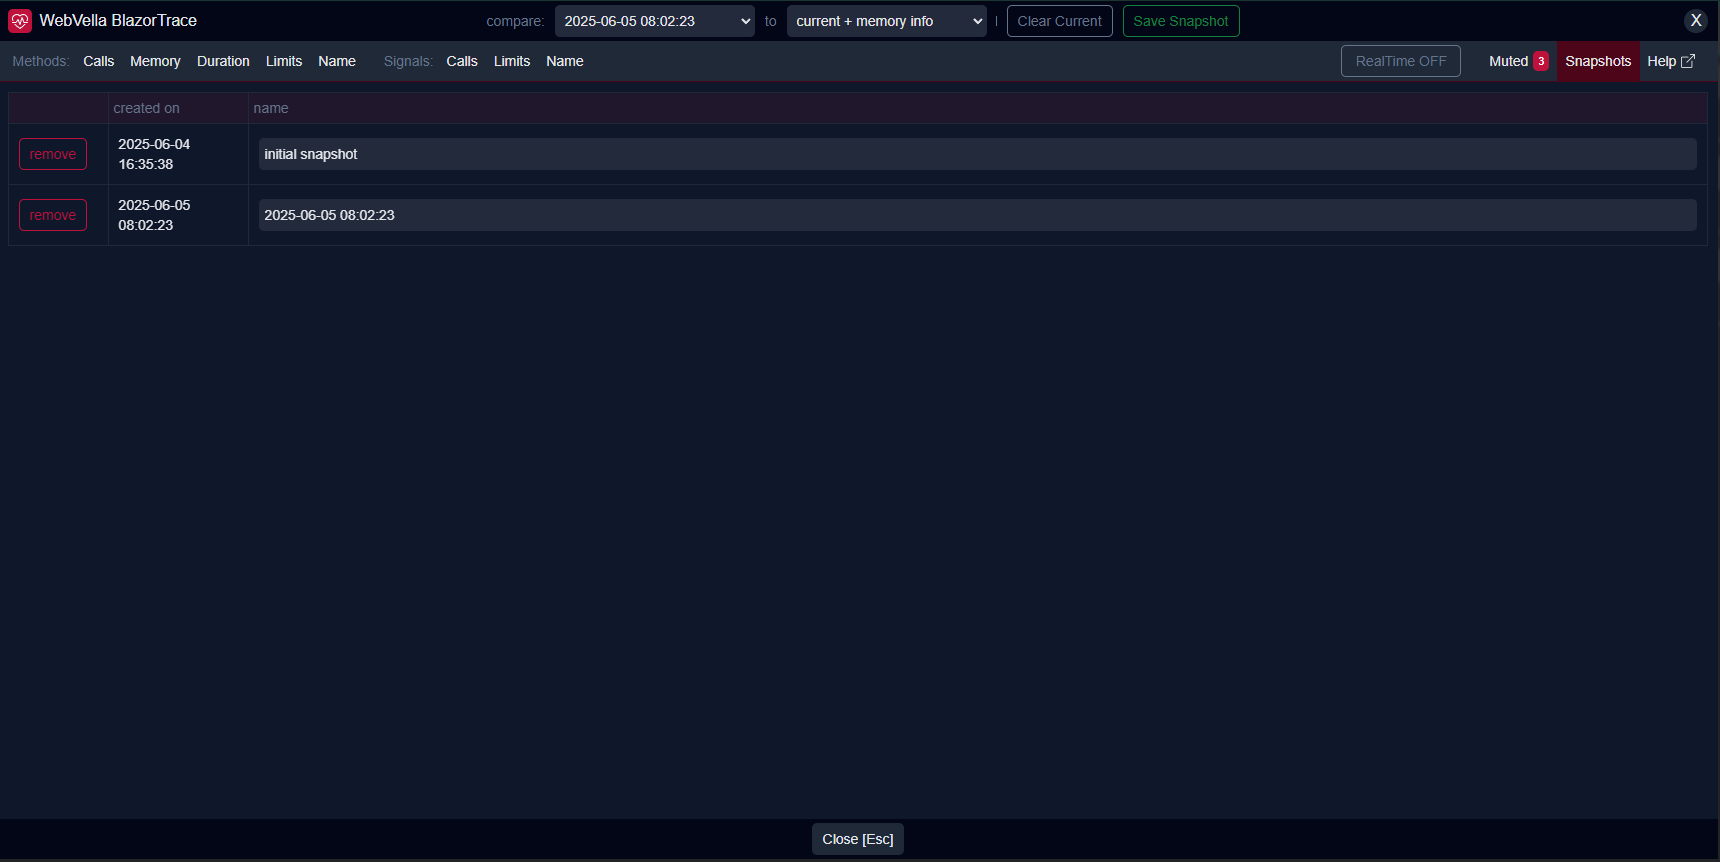 WebVella BlazorTrace compare: 2025-06-05 08:02:23 to current + memory info | Clear Current Save Snapshot X
Methods: Calls Memory Duration Limits Name Signals: Calls Limits Name RealTime OFF Muted 3 Snapshots Help
created on name
remove 2025-06-04 16:35:38 initial snapshot
remove 2025-06-05 08:02:23 2025-06-05 08:02:23
Close [Esc]